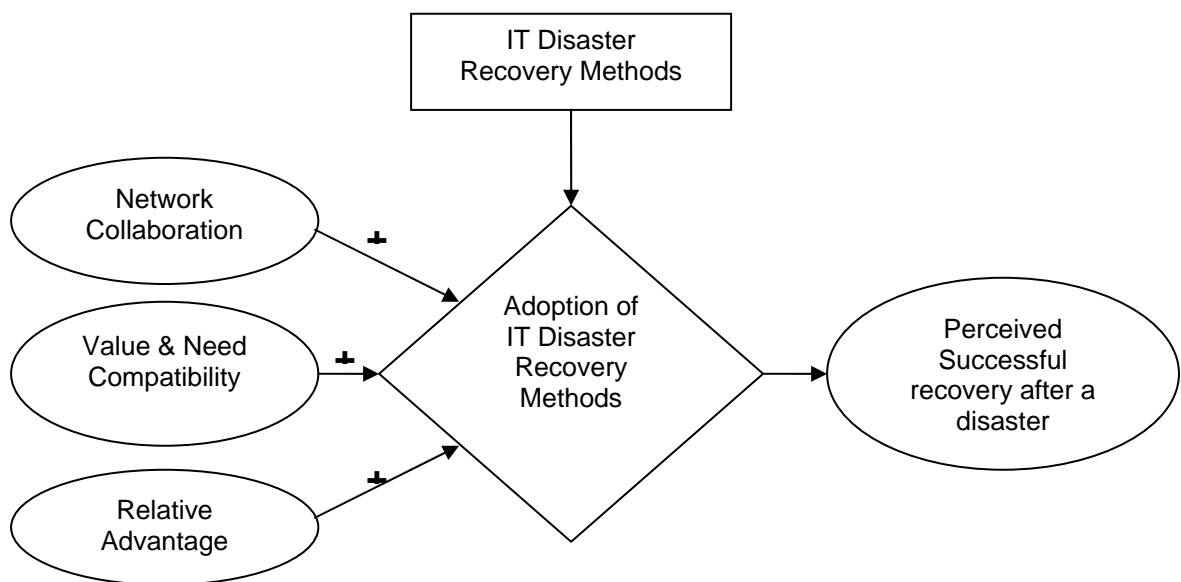 IT Disaster
Recovery Methods
Network
Collaboration
+
Value & Need
Compatibility
+
Relative
Advantage
+
Adoption of
IT Disaster
Recovery
Methods
Perceived
Successful
recovery after a
disaster